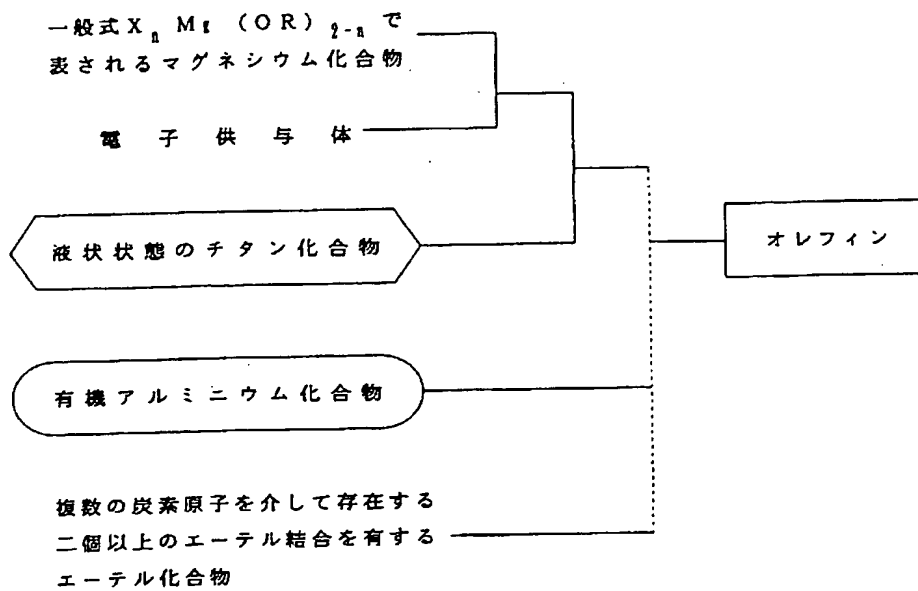 一般式XnMg(OR)2-nで
表されるマグネシウム化合物
電子供与体
液状状態のチタン化合物
オレフィン
有機アルミニウム化合物
複数の炭素原子を介して存在する
二個以上のエーテル結合を有する
エーテル化合物